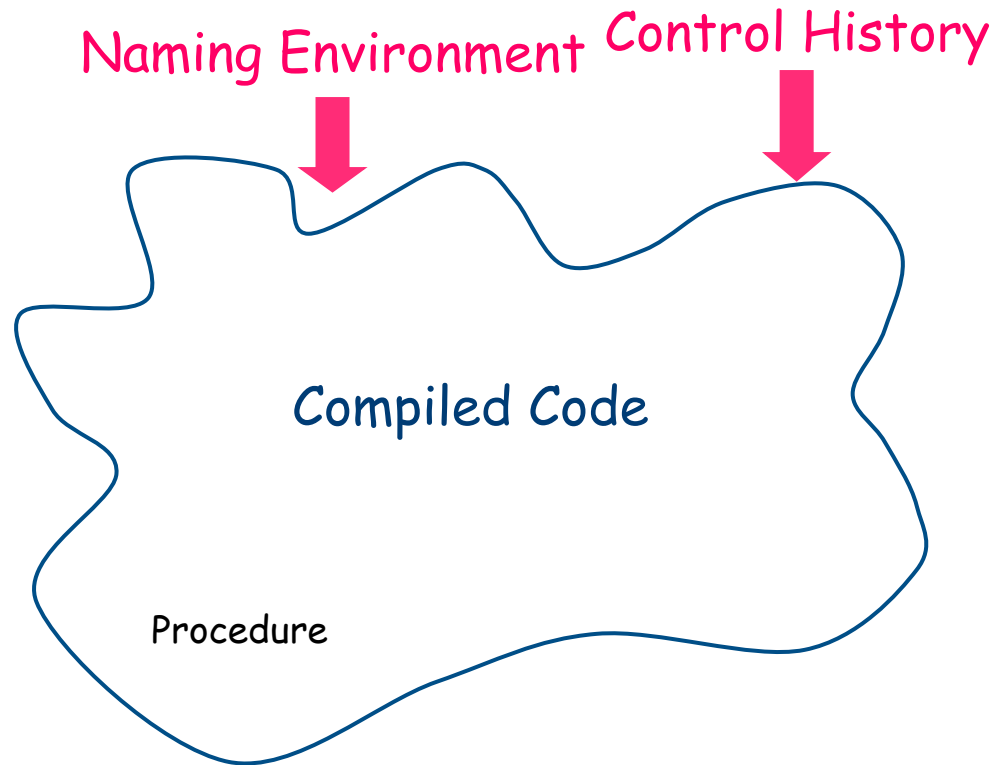 Naming Environment
Control History
Compiled Code
Procedure